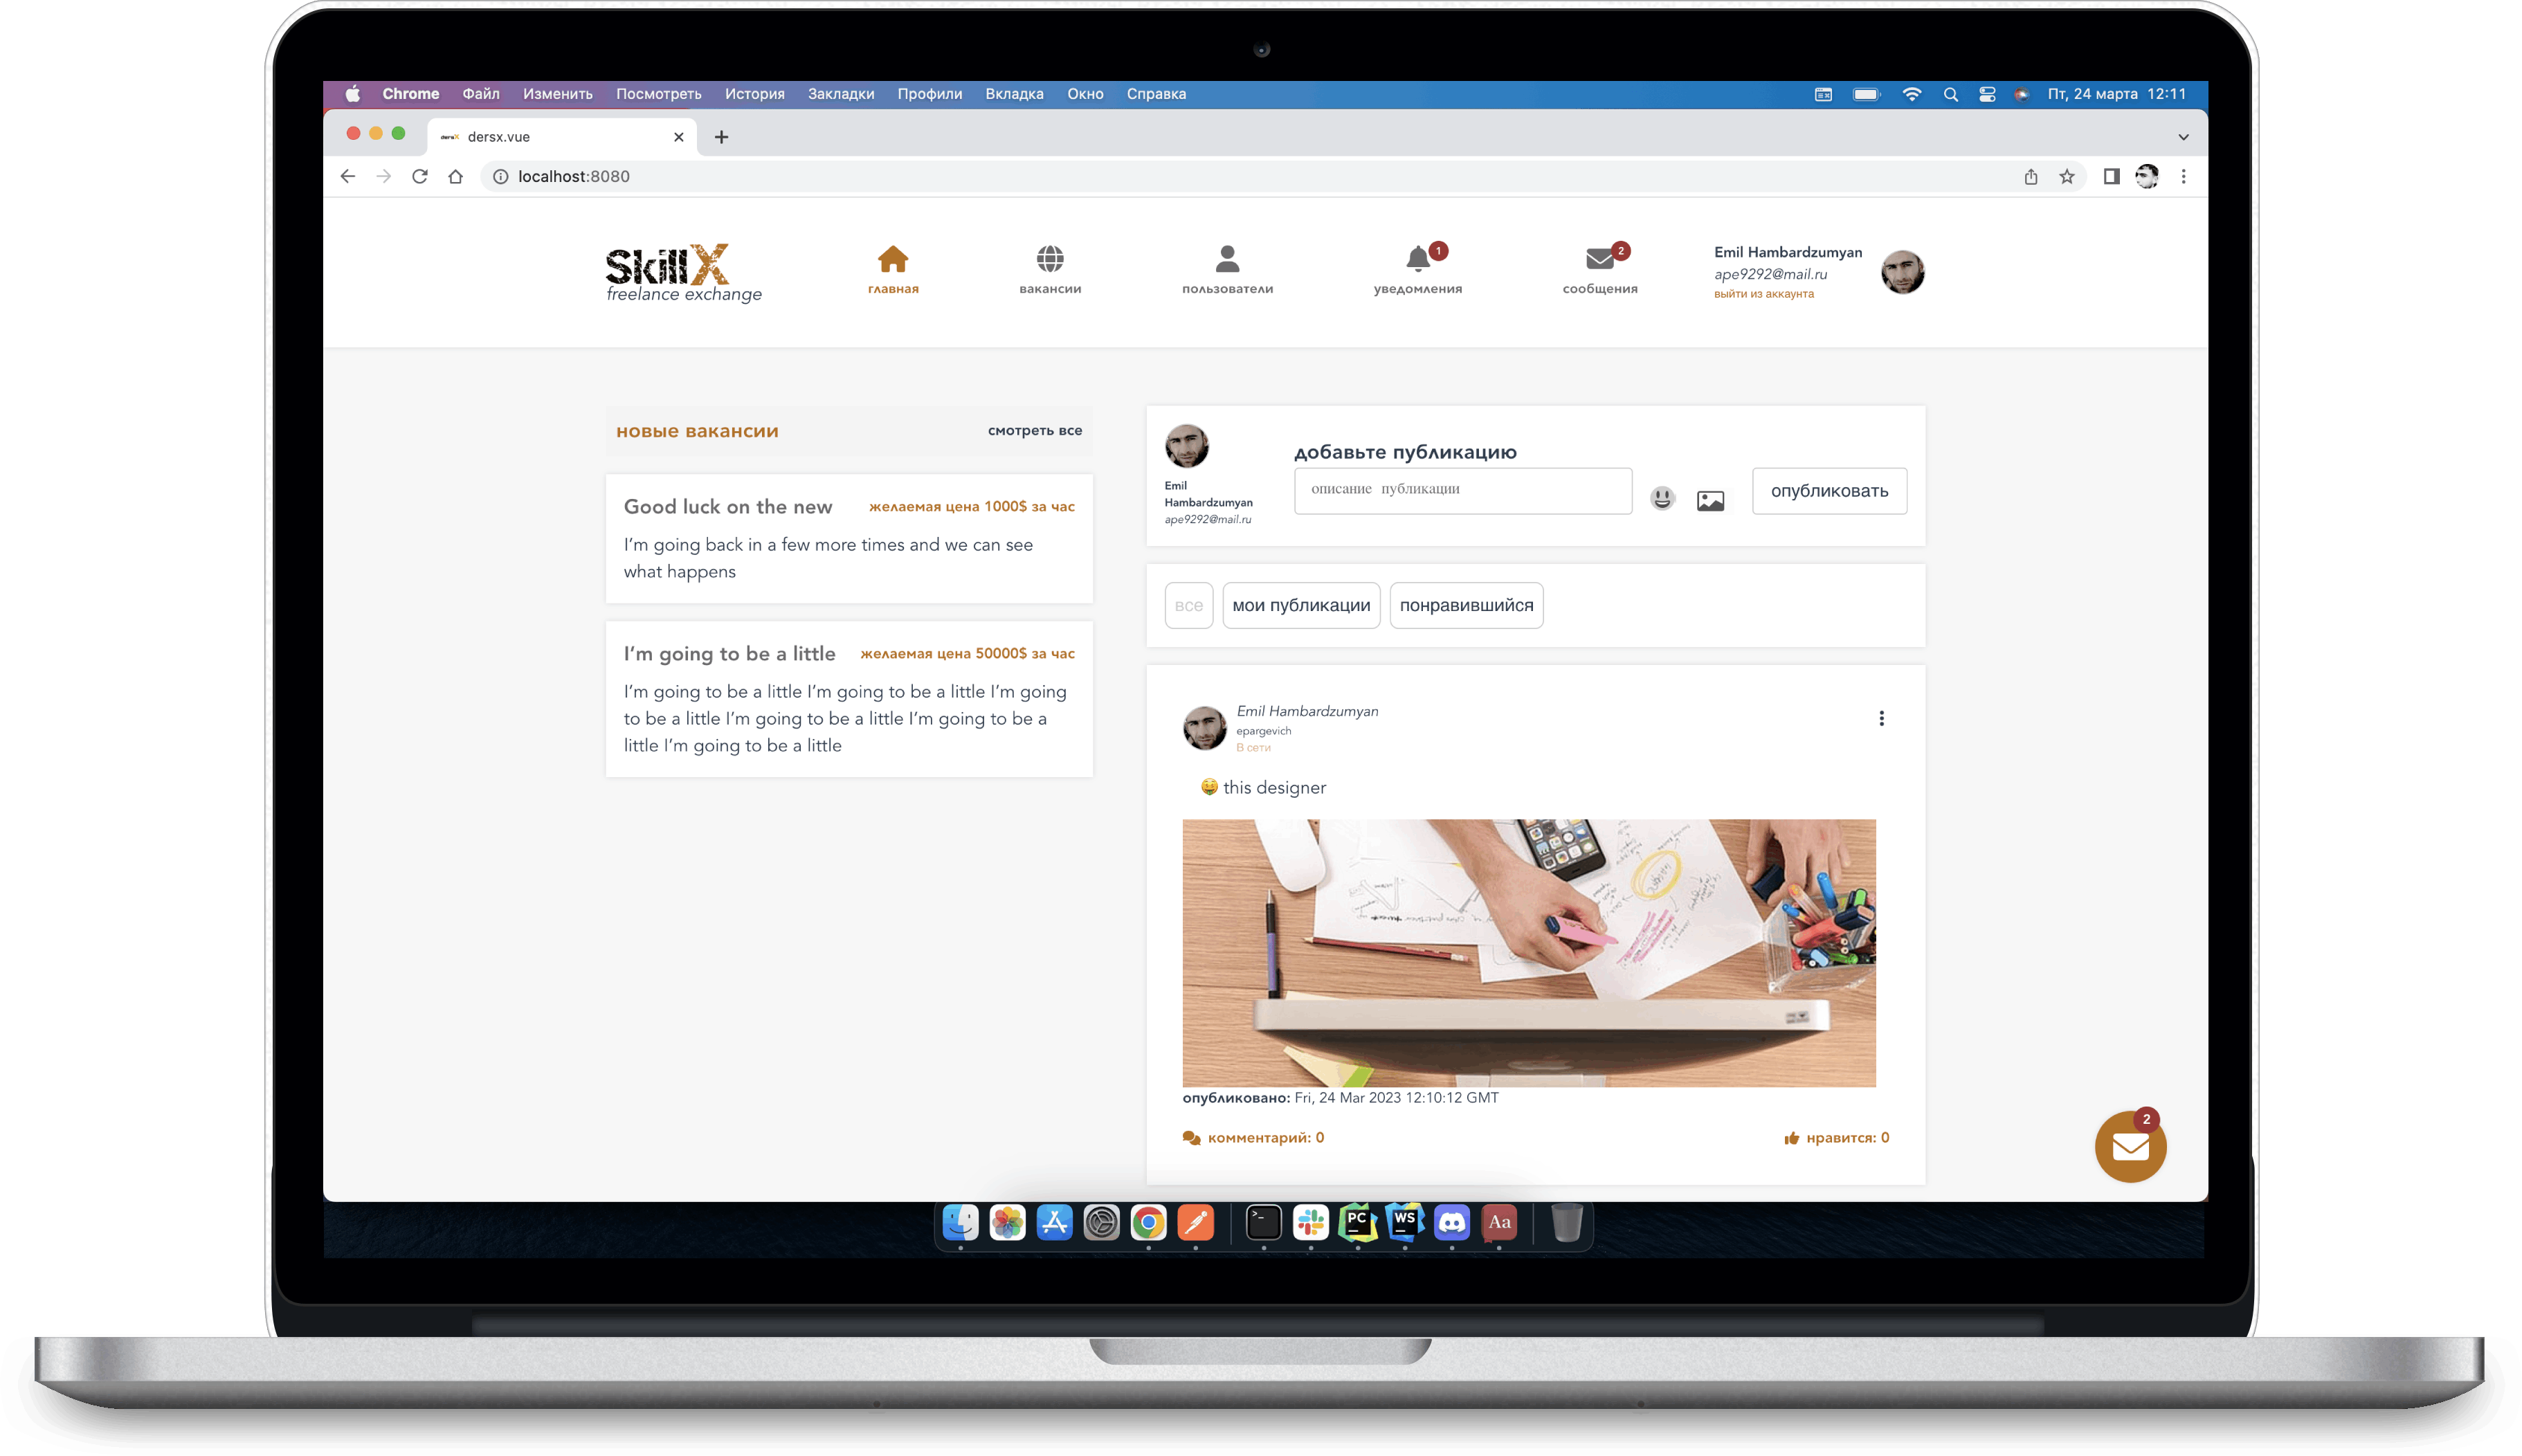 Chrome Файл Изменить Посмотреть История Закладки Профили Вкладка Окно Справка Пт, 24 марта 12:11
dersx.vue
localhost:8080
SkillX
freelance exchange
главная
вакансии
пользователи
1
уведомления
2
сообщения
Emil Hambardzumyan
ape9292@mail.ru
выйти из аккаунта
новые вакансии смотреть все
Good luck on the new желаемая цена 1000$ за час
I'm going back in a few more times and we can see
what happens
I'm going to be a little желаемая цена 50000$ за час
I'm going to be a little I'm going to be a little I'm going
to be a little I'm going to be a little I'm going to be a
little I'm going to be a little
Emil
Hambardzumyan
ape9292@mail.ru
добавьте публикацию
описание публикации
опубликовать
все мои публикации понравившийся
Emil Hambardzumyan
epargevich
В сети
this designer
опубликовано: Fri, 24 Mar 2023 12:10:12 GMT
комментарий: 0 нравится: 0
2
PC WS Aa